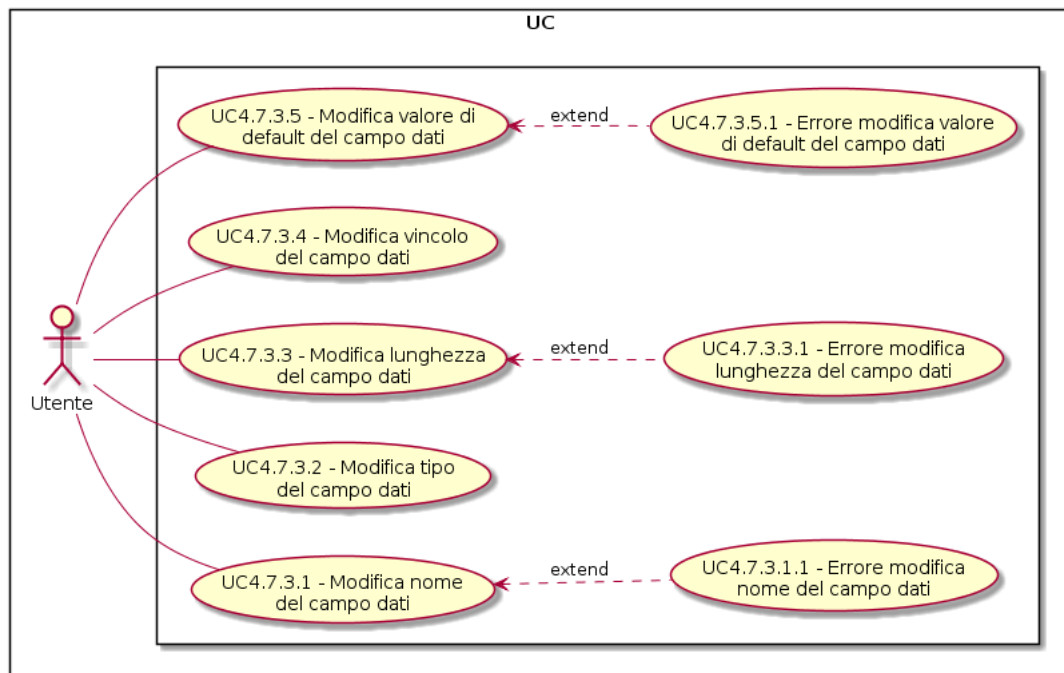 UC
UC4.7.3.5 - Modifica valore di
default del campo dati
extend
UC4.7.3.5.1 - Errore modifica valore
di default del campo dati
UC4.7.3.4 - Modifica vincolo
del campo dati
UC4.7.3.3 - Modifica lunghezza
del campo dati
extend
UC4.7.3.3.1 - Errore modifica
lunghezza del campo dati
Utente
UC4.7.3.2 - Modifica tipo
del campo dati
UC4.7.3.1 - Modifica nome
del campo dati
extend
UC4.7.3.1.1 - Errore modifica
nome del campo dati